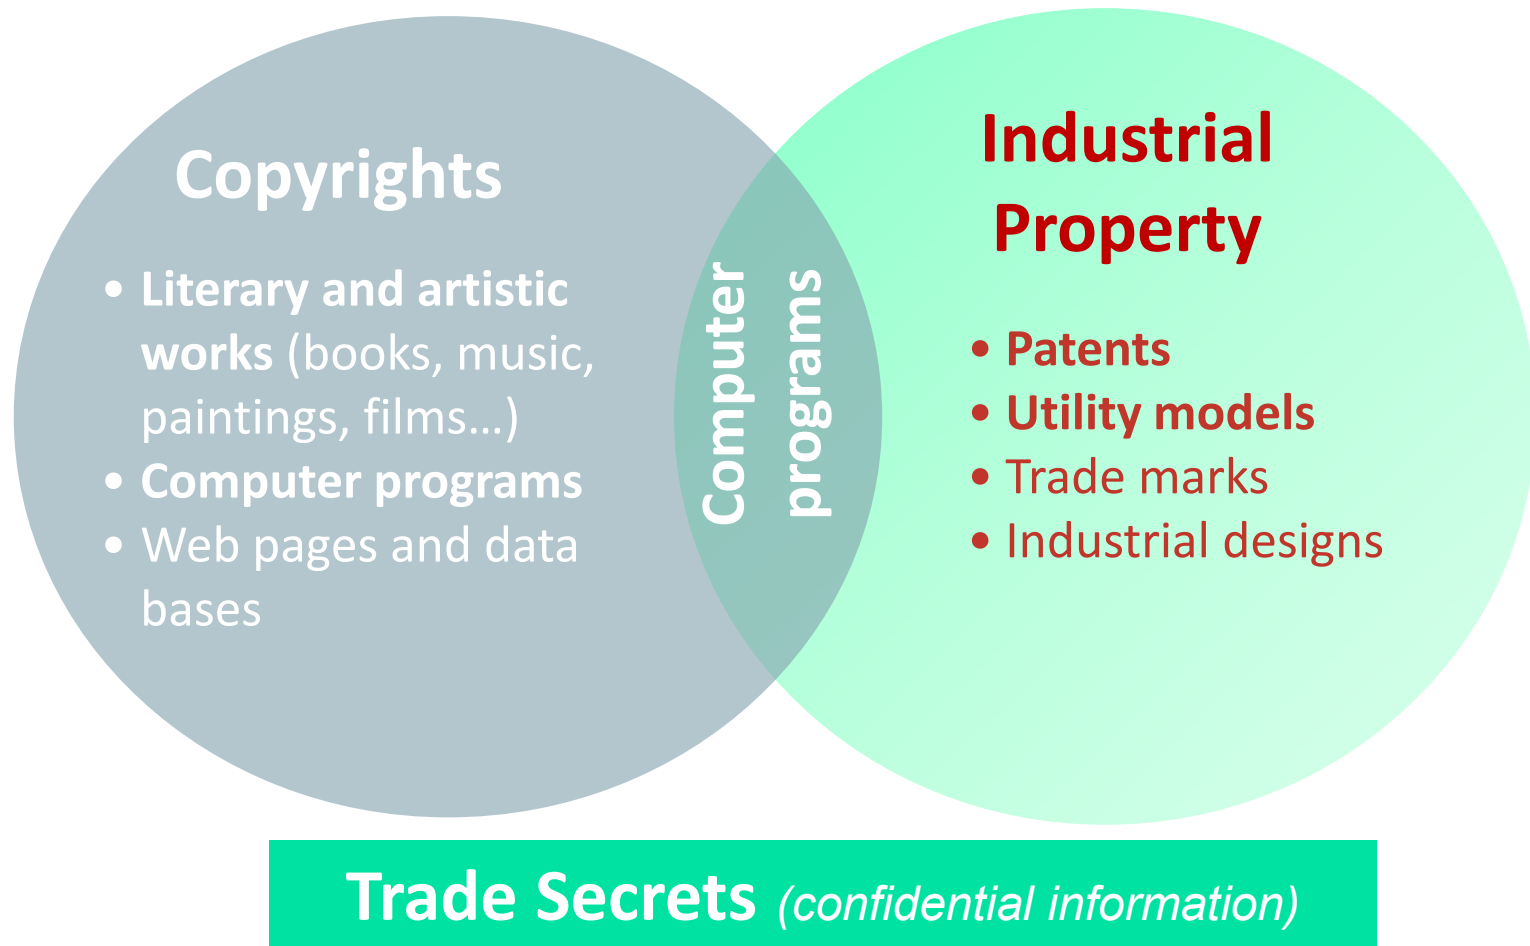 Copyrights
• Literary and artistic
works (books, music,
paintings, films...)
• Computer programs
• Web pages and data
bases
Computer
programs
Industrial
Property
• Patents
• Utility models
• Trade marks
• Industrial designs
Trade Secrets (confidential information)